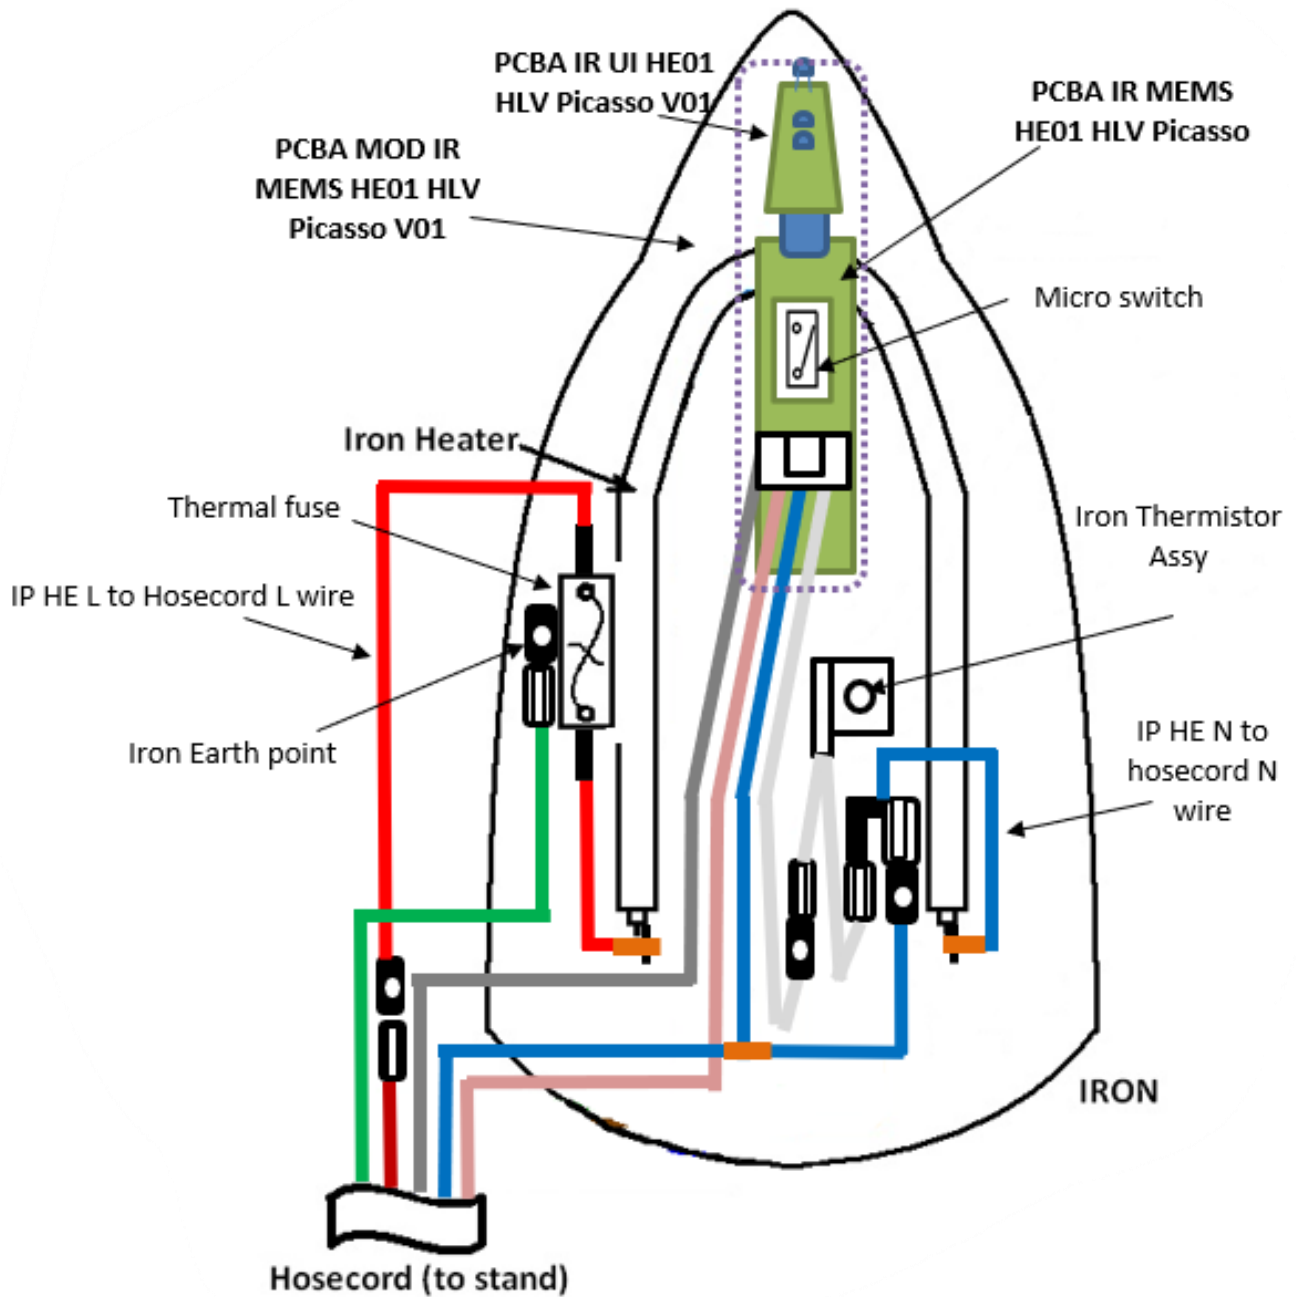 PCBA IR UI HE01
HLV Picasso V01
PCBA IR MEMS
HE01 HLV Picasso
PCBA MOD IR
MEMS HE01 HLV
Picasso V01
Micro switch
Iron Heater
Thermal fuse
Iron Thermistor
Assy
IP HE L to Hosecord L wire
Iron Earth point
IP HE N to
hosecord N
wire
IRON
Hosecord (to stand)